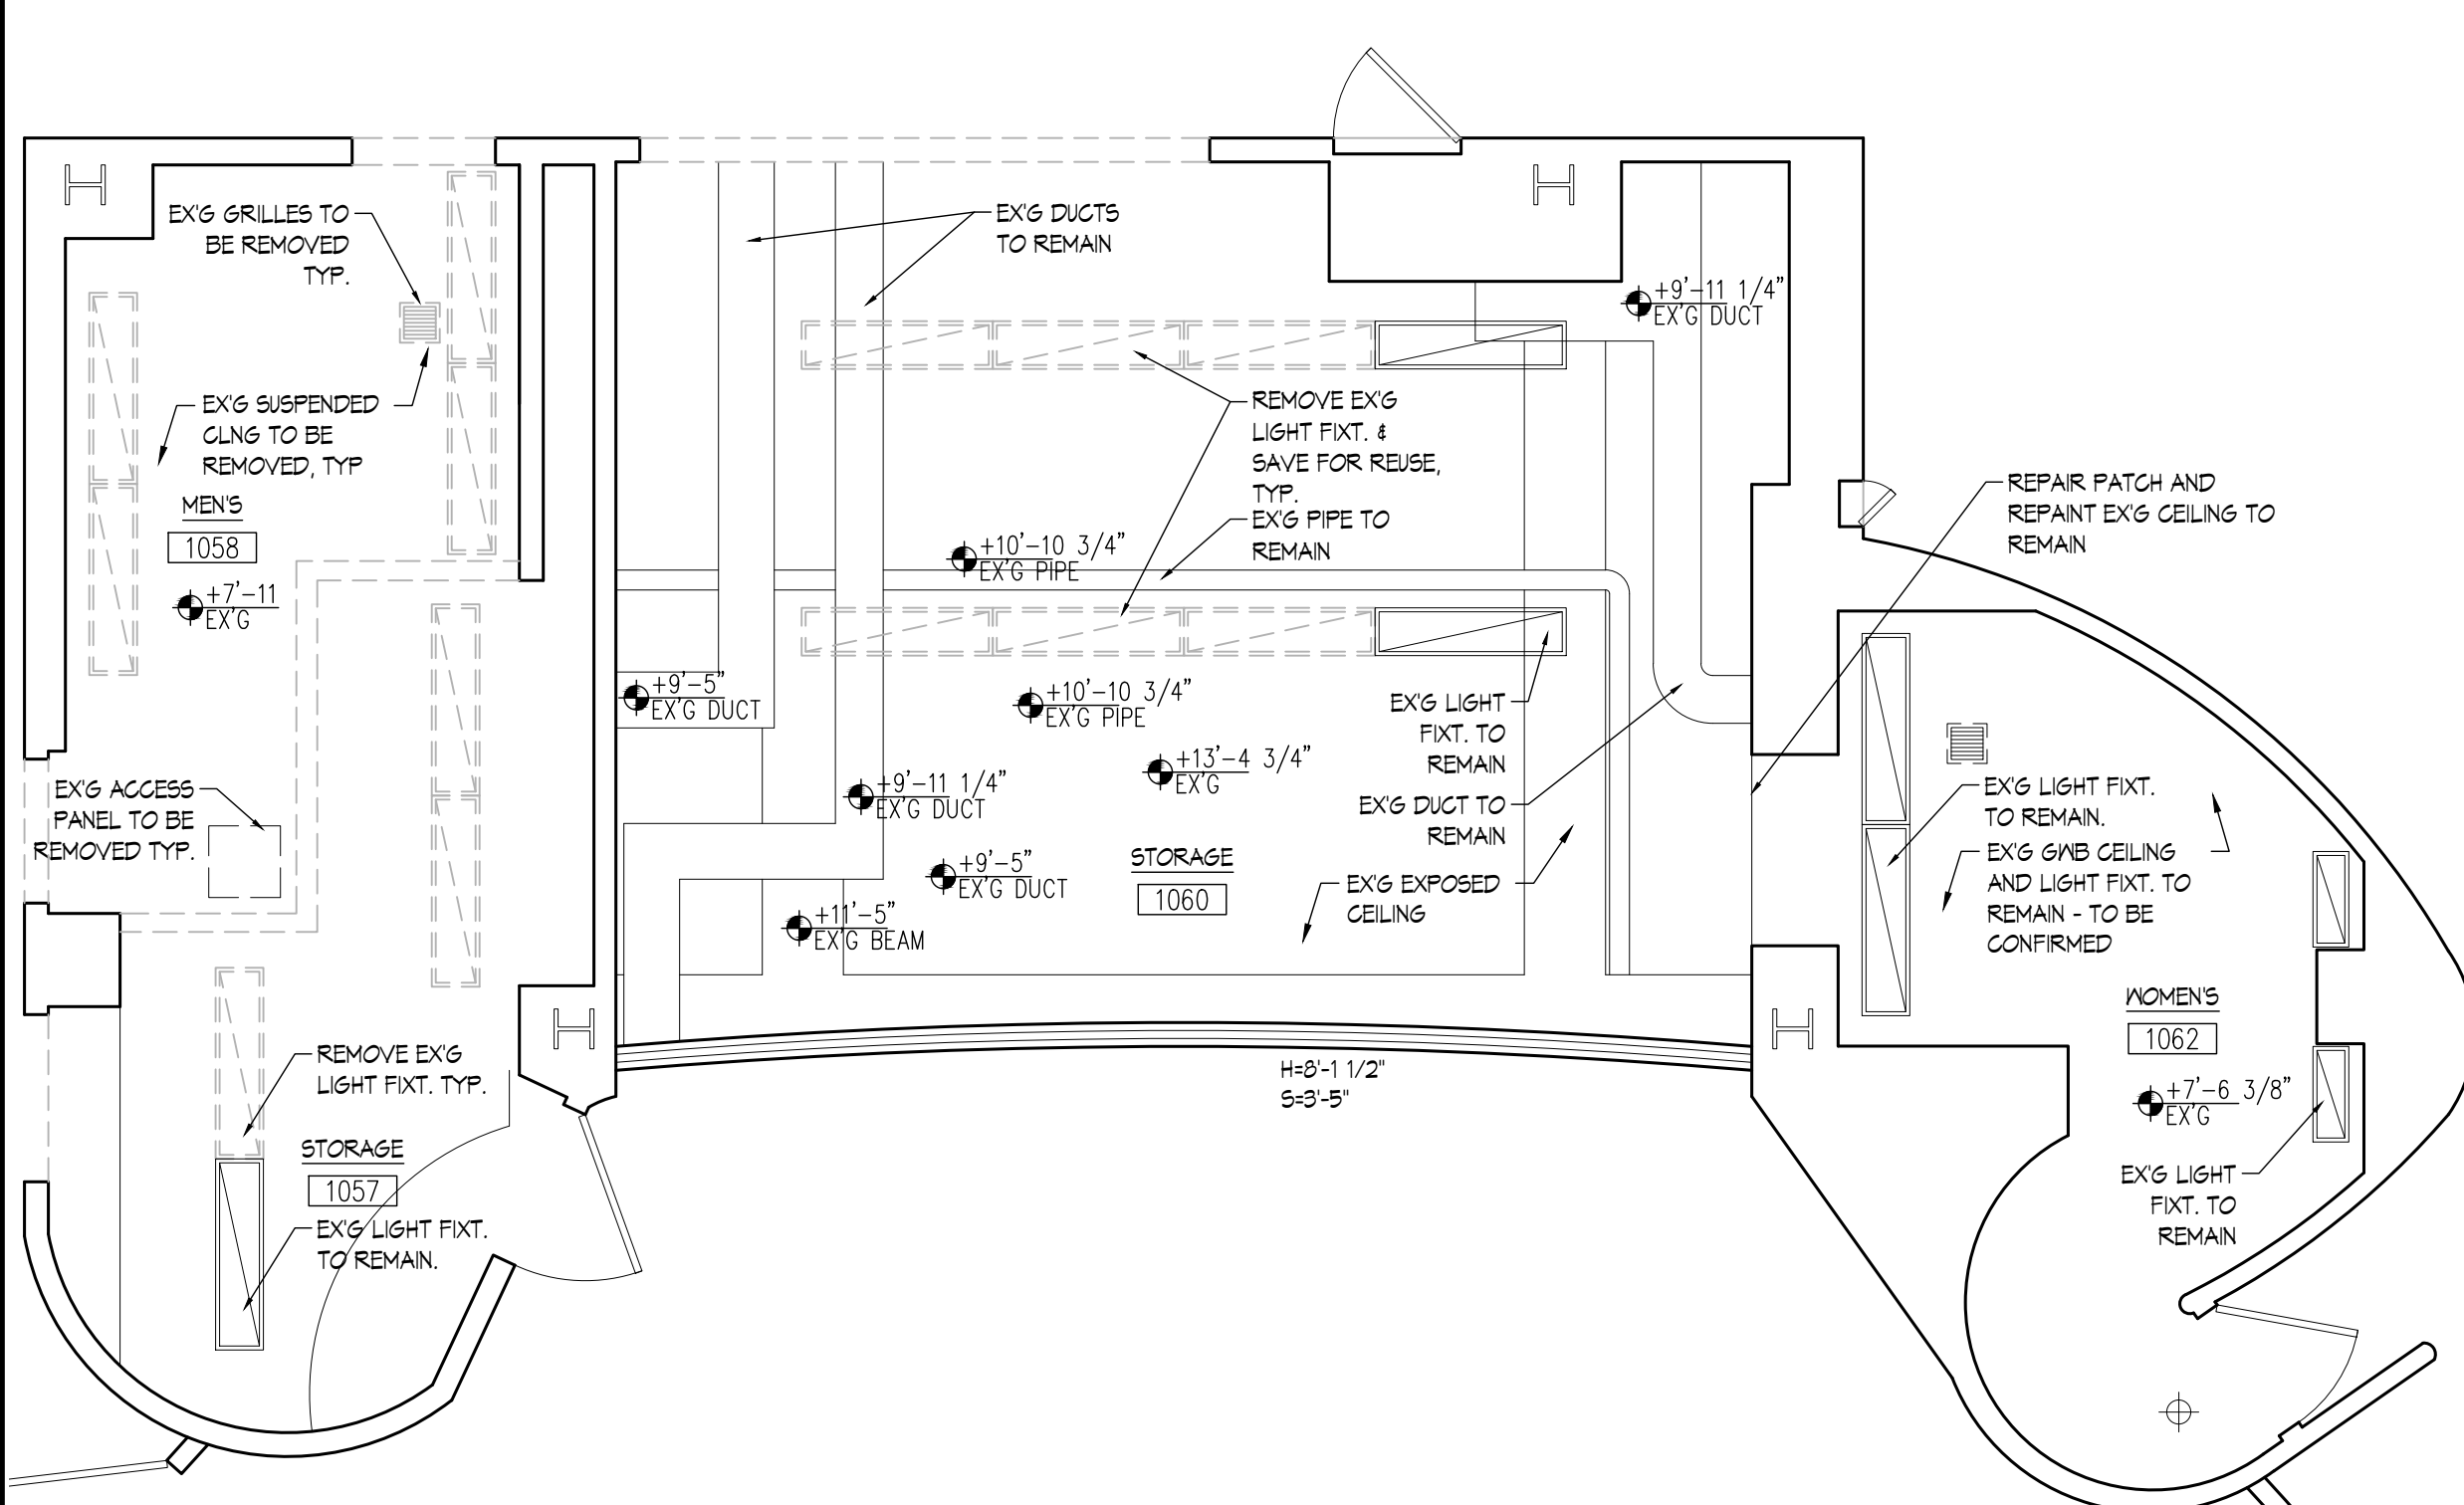 EX'G GRILLES TO
BE REMOVED
TYP.
EX'G DUCTS
TO REMAIN
+9'-11 1/4"
EX'G DUCT
EX'G SUSPENDED
CLNG TO BE
REMOVED, TYP
REMOVE EX'G
LIGHT FIXT. &
SAVE FOR REUSE,
TYP.
EX'G PIPE TO
REMAIN
REPAIR PATCH AND
REPAINT EX'G CEILING TO
REMAIN
MEN'S
1058
+7'-11
EX'G
+10'-10 3/4"
EX'G PIPE
+9'-5"
EX'G DUCT
+10'-10 3/4"
EX'G PIPE
+13'-4 3/4"
EX'G
EX'G LIGHT
FIXT. TO
REMAIN
EX'G DUCT TO
REMAIN
EX'G ACCESS
PANEL TO BE
REMOVED TYP.
+9'-11 1/4"
EX'G DUCT
+9'-5"
EX'G DUCT
+11'-5"
EX'G BEAM
STORAGE
1060
EX'G EXPOSED
CEILING
EX'G LIGHT FIXT.
TO REMAIN.
EX'G GWB CEILING
AND LIGHT FIXT. TO
REMAIN - TO BE
CONFIRMED
WOMEN'S
1062
+7'-6 3/8"
EX'G
EX'G LIGHT
FIXT. TO
REMAIN
H=8'-1 1/2"
S=3'-5"
REMOVE EX'G
LIGHT FIXT. TYP.
STORAGE
1057
EX'G LIGHT FIXT.
TO REMAIN.